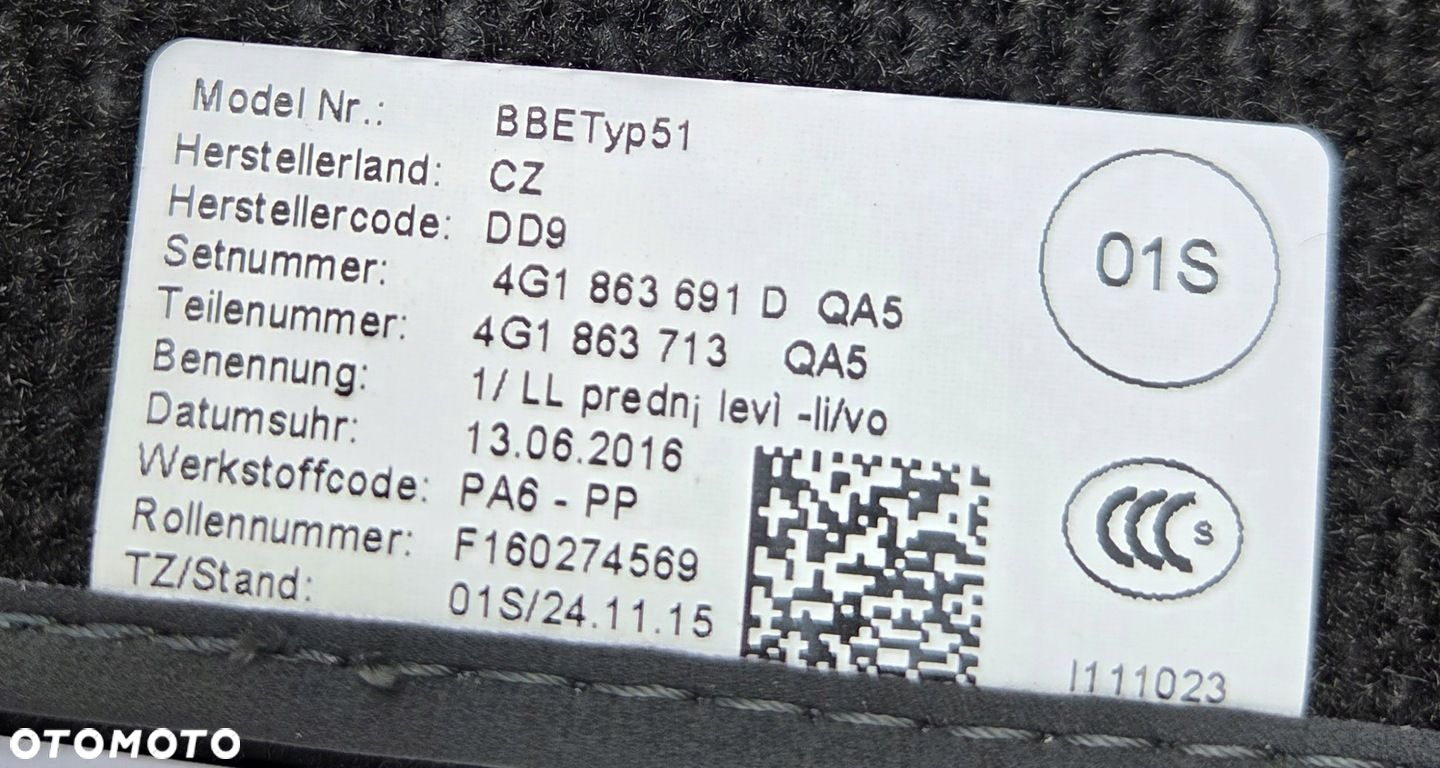 Model Nr.: BBETyp51
Herstellerland: CZ
Herstellercode: DD9
Setnummer: 4G1 863 691 D QA5
Teilenummer: 4G1 863 713 QA5
Benennung: 1/ LL prednį levì -li/vo
Datumsuhr: 13.06.2016
Werkstoffcode: PA6 - PP
Rollennummer: F160274569
TZ/Stand: 01S/24.11.15
01S
CCC S
I111023
OTOMOTO